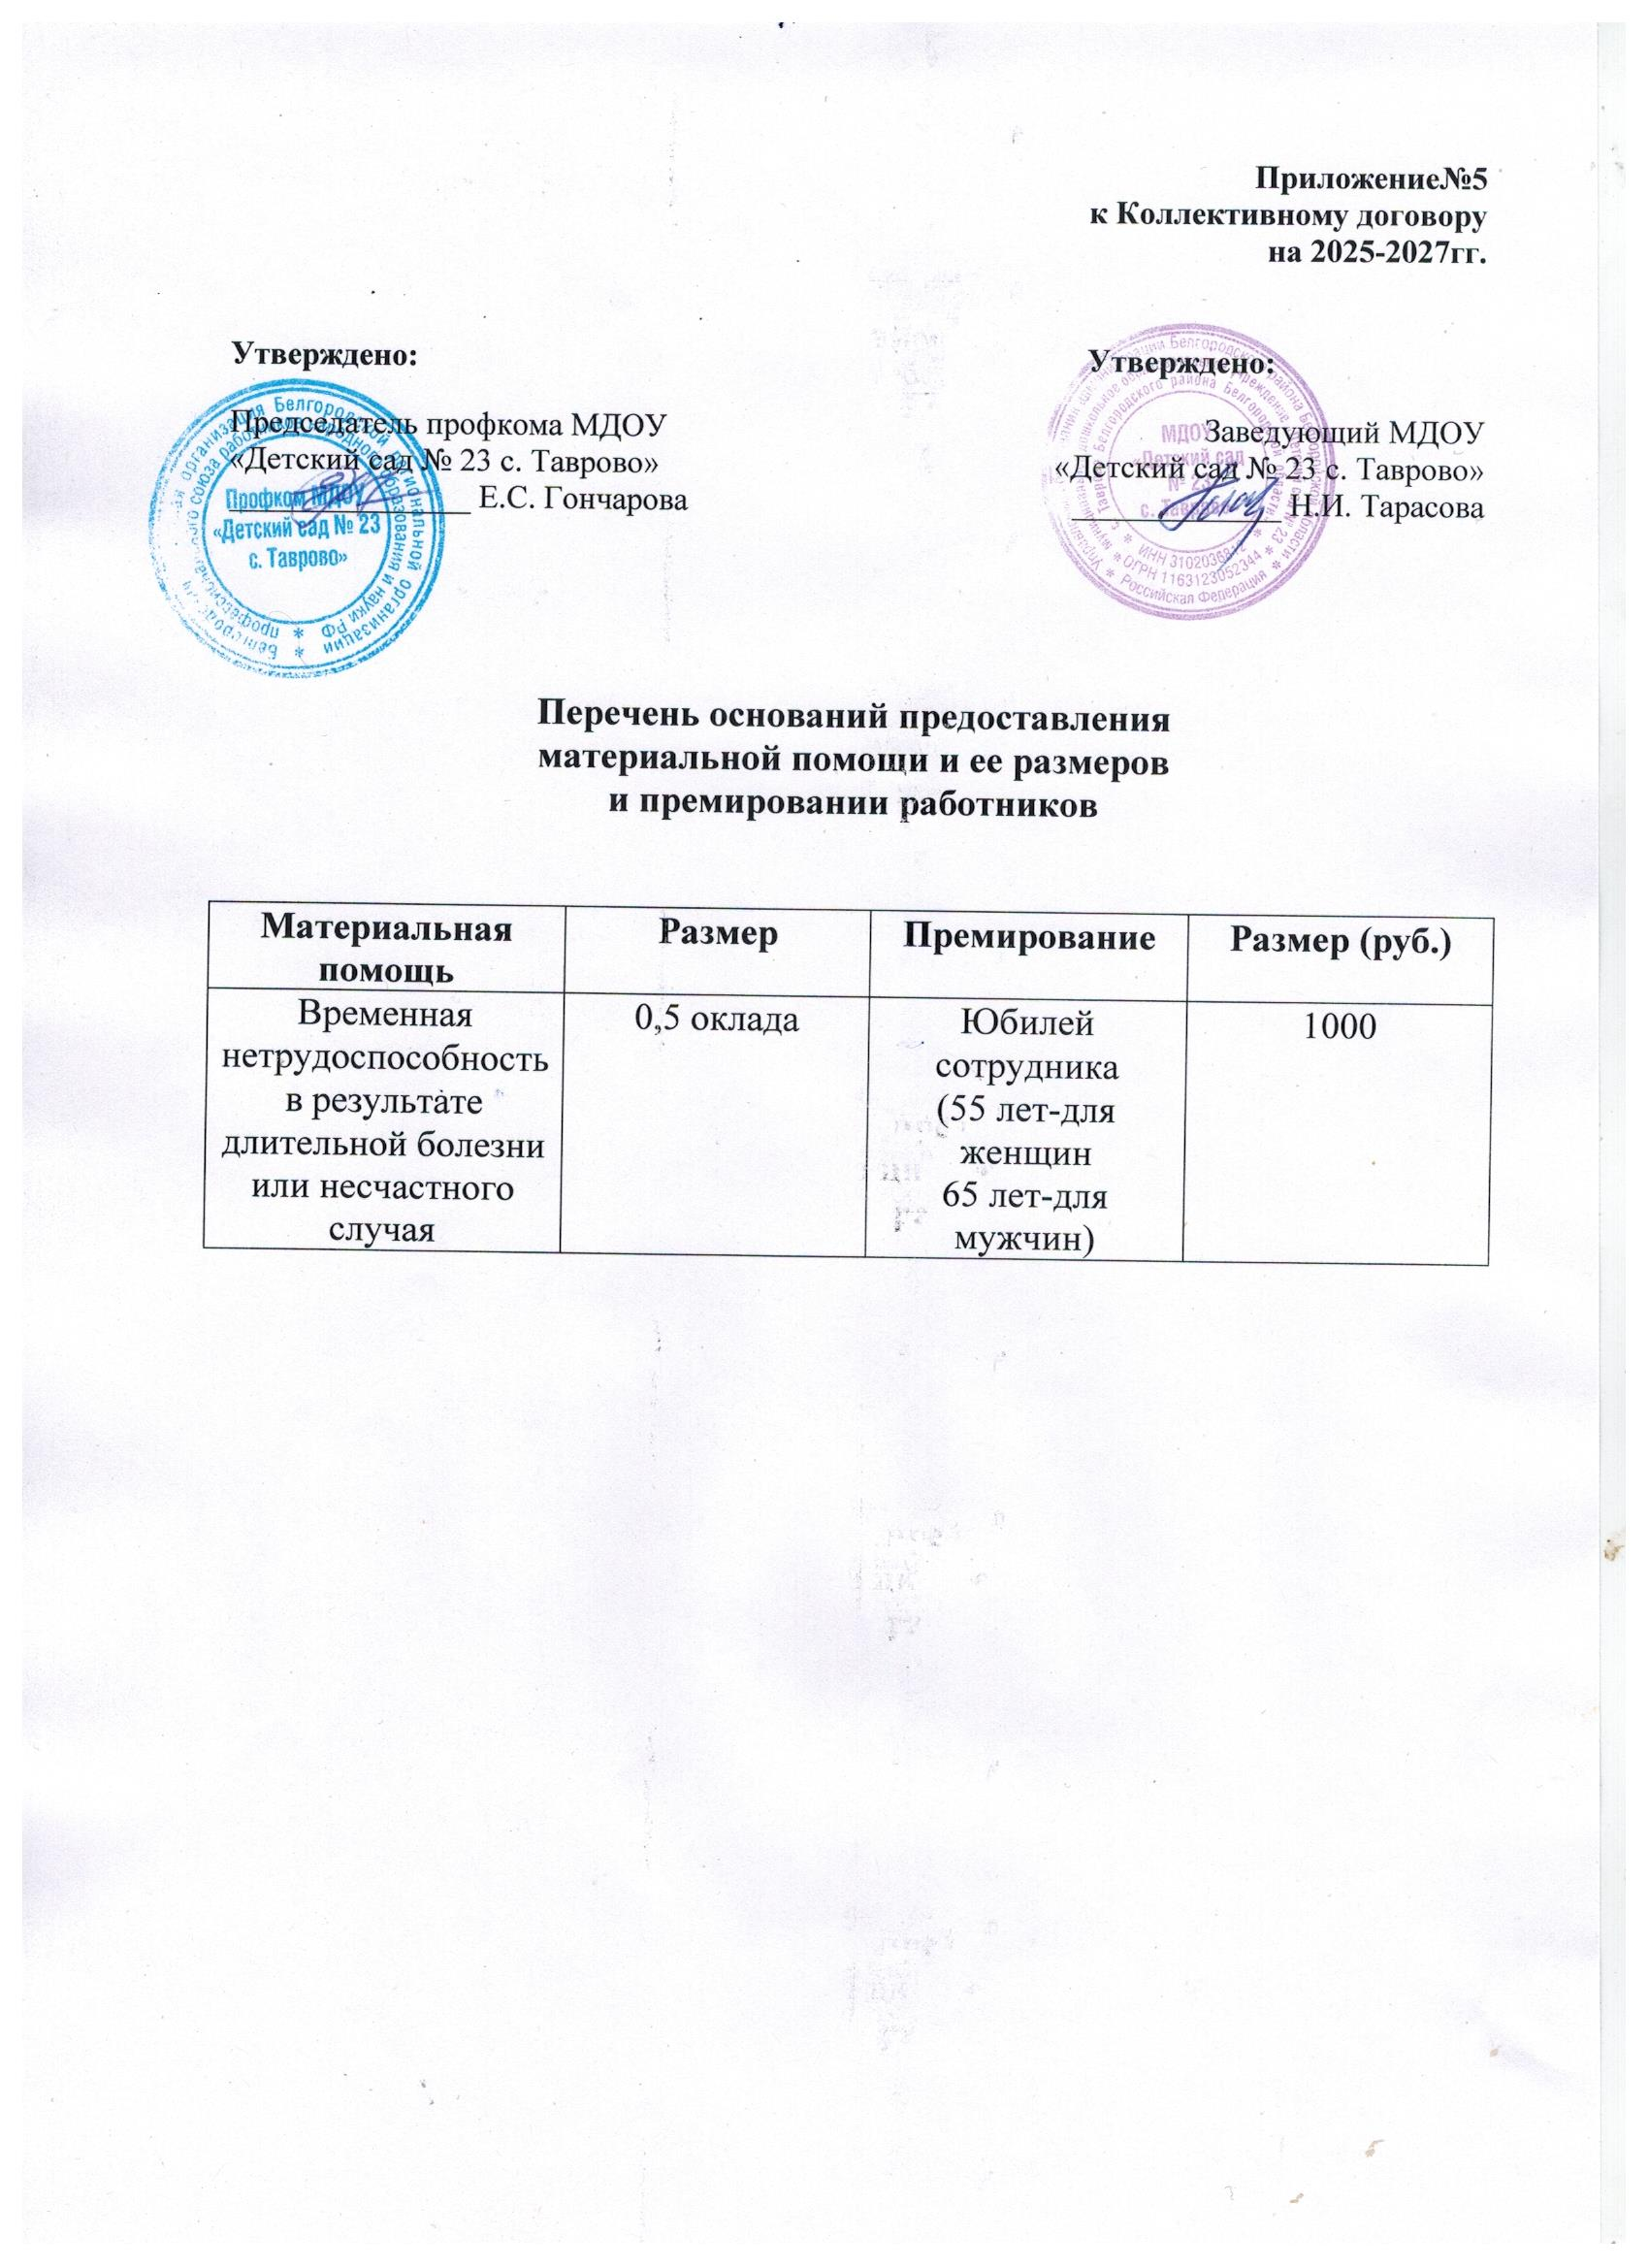 Приложение№5
к Коллективному договору
на 2025-2027гг.
Утверждено:
Председатель профкома МДОУ
«Детский сад № 23 с. Таврово»
______________ Е.С. Гончарова
Профком МДОУ
«Детский сад № 23
с. Таврово»
Утверждено:
Заведующий МДОУ
«Детский сад № 23 с. Таврово»
_____________ Н.И. Тарасова
МДОУ
«Детский сад
№ 23
ОГРН 1163123052344
Российская Федерация
Перечень оснований предоставления
материальной помощи и ее размеров
и премировании работников
Материальная
помощь
Размер
Премирование
Размер (руб.)
Временная
нетрудоспособность
в результате
длительной болезни
или несчастного
случая
0,5 оклада
Юбилей
сотрудника
(55 лет-для
женщин
65 лет-для
мужчин)
1000